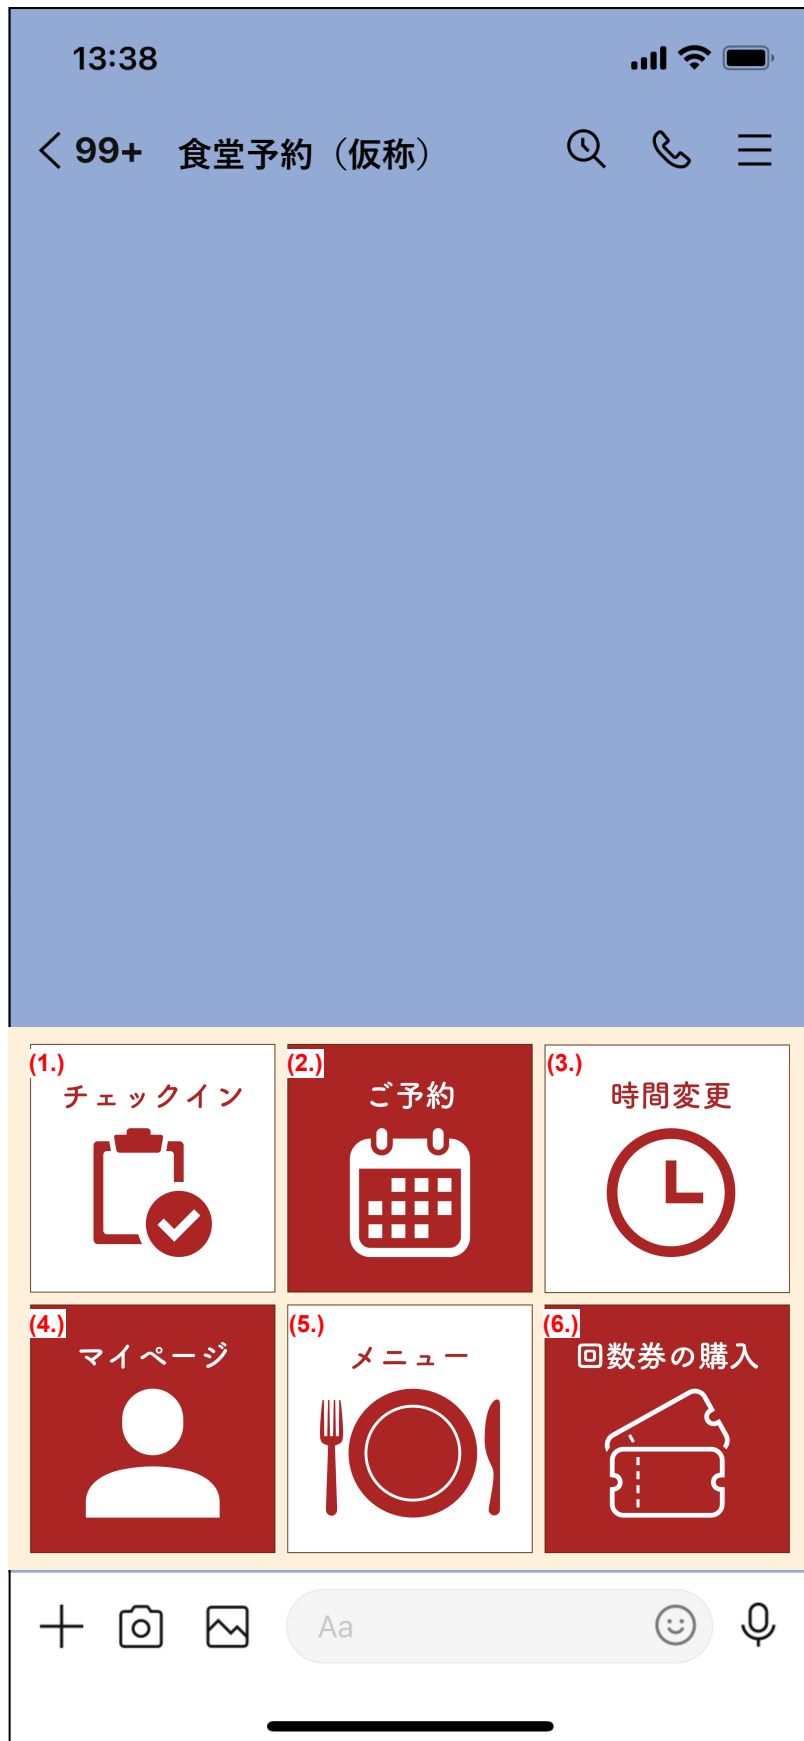 13:38
99+ 食堂予約（仮称）
(1.) (2.) (3.)
チェックイン ご予約 時間変更
(4.) (5.) (6.)
マイページ メニュー 回数券の購入
Aa